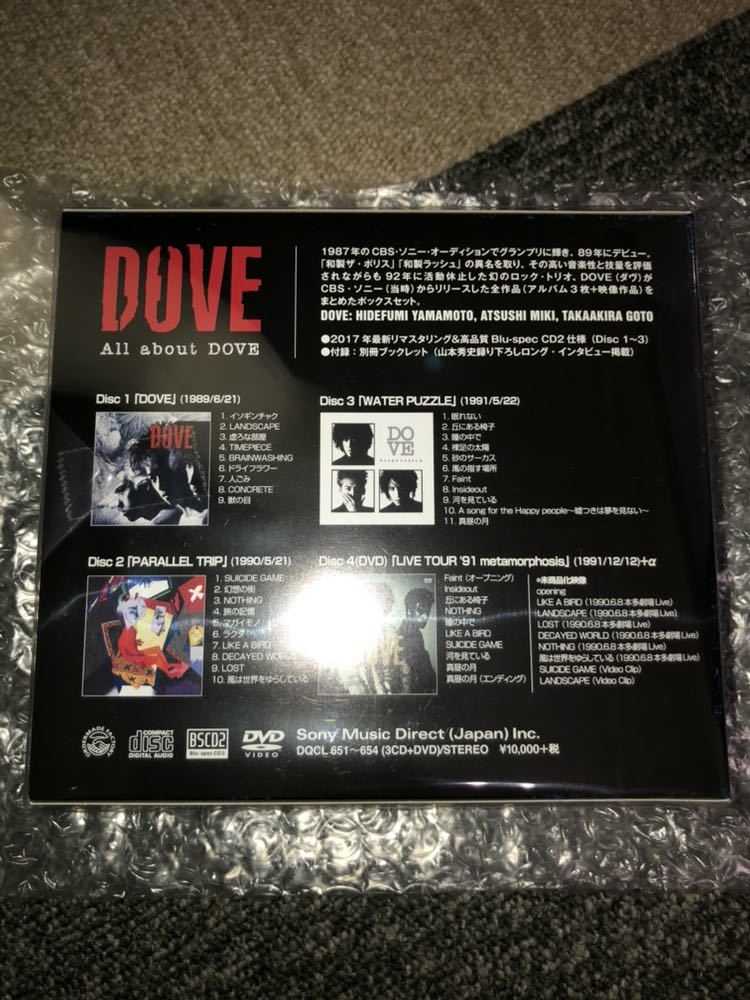 DOVE
All about DOVE
1987年のCBS・ソニー・オーディションでグランプリに輝き、89年にデビュー。
「和製ザ・ポリス」「和製ラッシュ」の異名を取り、その高い音楽性と技量を評価
されながらも92年に活動休止した幻のロック・トリオ、DOVE(ダヴ)が
CBS・ソニー(当時)からリリースした全作品(アルバム3枚+映像作品)を
まとめたボックスセット。
DOVE: HIDEFUMI YAMAMOTO, ATSUSHI MIKI, TAKAAKIRA GOTO
●2017年最新リマスタリング&高品質Blu-spec CD2仕様(Disc 1~3)
●付録:別冊ブックレット(山本秀史録り下ろしロング・インタビュー掲載)
Disc 1「DOVE」(1989/6/21)
DOVE
1. イソギンチャク
2. LANDSCAPE
3. 虚ろな部屋
4. TIMEPIECE
5. BRAINWASHING
6. ドライフラワー
7. 人ごみ
8. CONCRETE
9. 獣の目
Disc 3「WATER PUZZLE」(1991/5/22)
DO
VE
WATER PUZZLE
1. 眠れない
2. 丘にある椅子
3. 瞳の中で
4. 裸足の太陽
5. 砂のサーカス
6. 風の指す場所
7. Faint
8. Insideout
9. 河を見ている
10. A song for the Happy people~嘘つきは夢を見ない~
11. 真昼の月
Disc 2「PARALLEL TRIP」(1990/5/21)
1. SUICIDE GAME
2. 幻想の街
3. NOTHING
4. 旅の記憶
5. マガイモノ
6. ラクダ
7. LIKE A BIRD
8. DECAYED WORLD
9. LOST
10. 風は世界をゆらしている
Disc 4(DVD)「LIVE TOUR '91 metamorphosis」(1991/12/12)+α
Faint(オープニング)
Insideout
丘にある椅子
NOTHING
瞳の中で
LIKE A BIRD
SUICIDE GAME
河を見ている
真昼の月
真昼の月(エンディング)
*未商品化映像
opening
LIKE A BIRD(1990.6.8 本多劇場 Live)
LANDSCAPE(1990.6.8 本多劇場 Live)
LOST(1990.6.8 本多劇場 Live)
DECAYED WORLD(1990.6.8 本多劇場 Live)
NOTHING(1990.6.8 本多劇場 Live)
風は世界をゆらしている(1990.6.8 本多劇場 Live)
SUICIDE GAME(Video Clip)
LANDSCAPE(Video Clip)
ORDERMADE FACTORY
COMPACT
disc
DIGITAL AUDIO
BSCD2
Blu-spec CD2
DVD
VIDEO
Sony Music Direct (Japan) Inc.
DQCL 651~654 (3CD+DVD)/STEREO ¥10,000+税